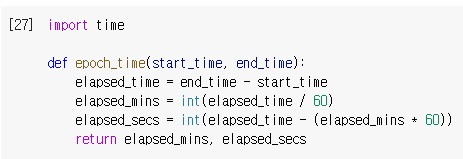 [27] import time
def epoch_time(start_time, end_time):
    elapsed_time = end_time - start_time
    elapsed_mins = int(elapsed_time / 60)
    elapsed_secs = int(elapsed_time - (elapsed_mins * 60))
    return elapsed_mins, elapsed_secs